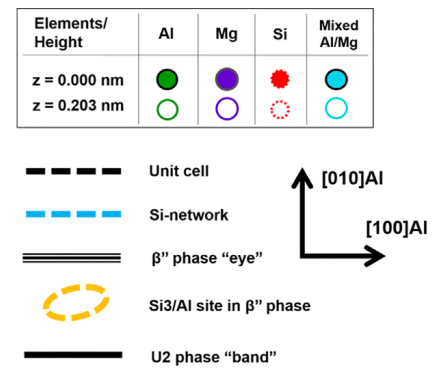 Elements/ Height Al Mg Si Mixed Al/Mg
z = 0.000 nm
z = 0.203 nm
Unit cell
Si-network
β” phase “eye”
Si3/Al site in β” phase
U2 phase “band”
[010]Al
[100]Al